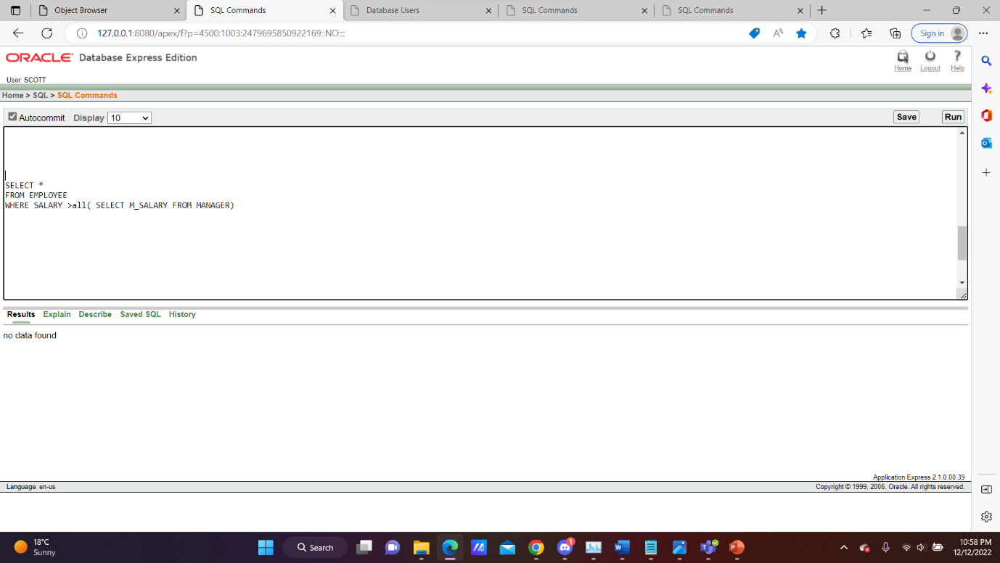 Object Browser
SQL Commands
Database Users
SQL Commands
SQL Commands
127.0.0.1:8080/apex/f?p=4500:1003:2479695850922169::NO:::
Sign in
ORACLE Database Express Edition
Home Logout Help
User: SCOTT
Home > SQL > SQL Commands
Autocommit Display 10
Save Run
SELECT *
FROM EMPLOYEE
WHERE SALARY >all( SELECT M_SALARY FROM MANAGER)
Results Explain Describe Saved SQL History
no data found
Application Express 2.1.0.00.39
Language: en-us
Copyright © 1999, 2006, Oracle. All rights reserved.
18°C
Sunny
Search
1
10:58 PM
12/12/2022